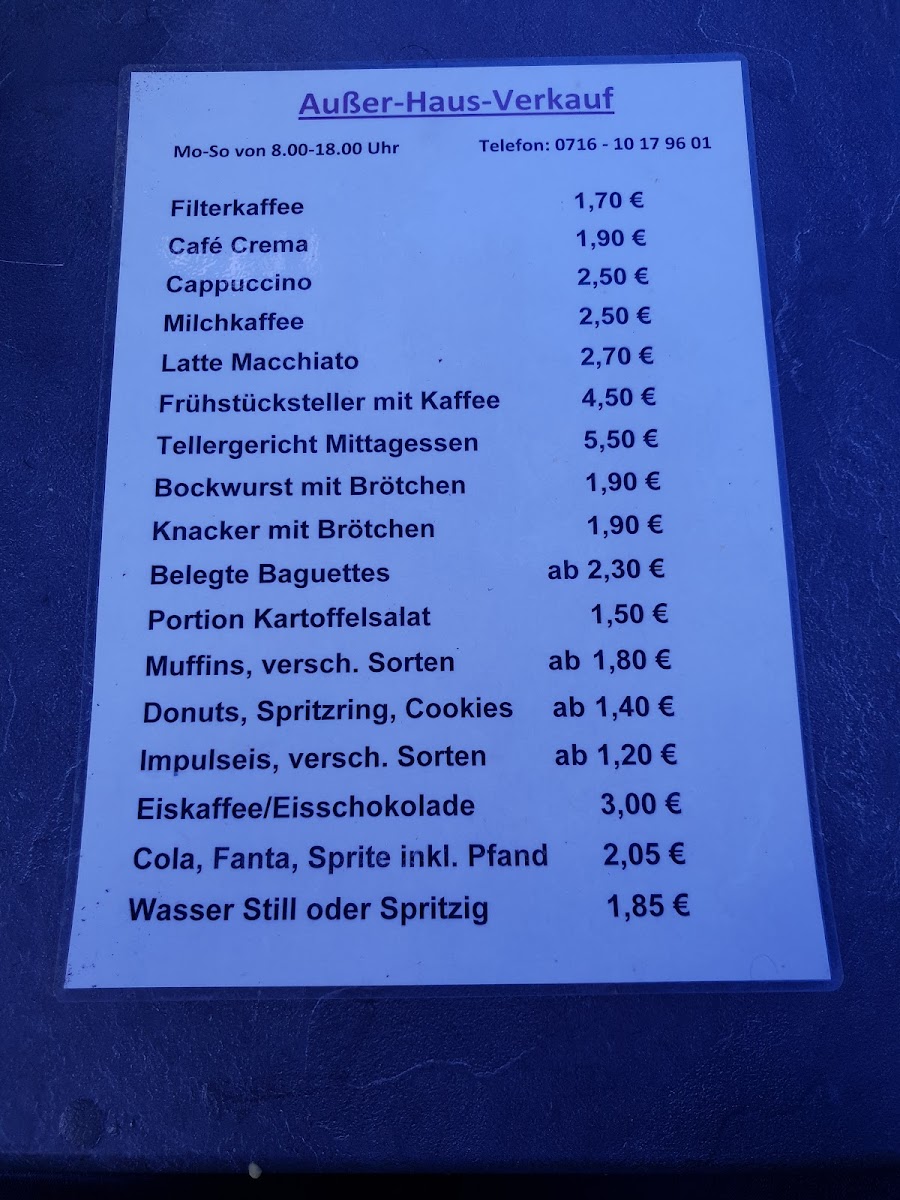 Außer-Haus-Verkauf
Mo-So von 8.00-18.00 Uhr Telefon: 0716 - 10 17 96 01
Filterkaffee 1,70 €
Café Crema 1,90 €
Cappuccino 2,50 €
Milchkaffee 2,50 €
Latte Macchiato 2,70 €
Frühstücksteller mit Kaffee 4,50 €
Tellergericht Mittagessen 5,50 €
Bockwurst mit Brötchen 1,90 €
Knacker mit Brötchen 1,90 €
Belegte Baguettes ab 2,30 €
Portion Kartoffelsalat 1,50 €
Muffins, versch. Sorten ab 1,80 €
Donuts, Spritzring, Cookies ab 1,40 €
Impulseis, versch. Sorten ab 1,20 €
Eiskaffee/Eisschokolade 3,00 €
Cola, Fanta, Sprite inkl. Pfand 2,05 €
Wasser Still oder Spritzig 1,85 €